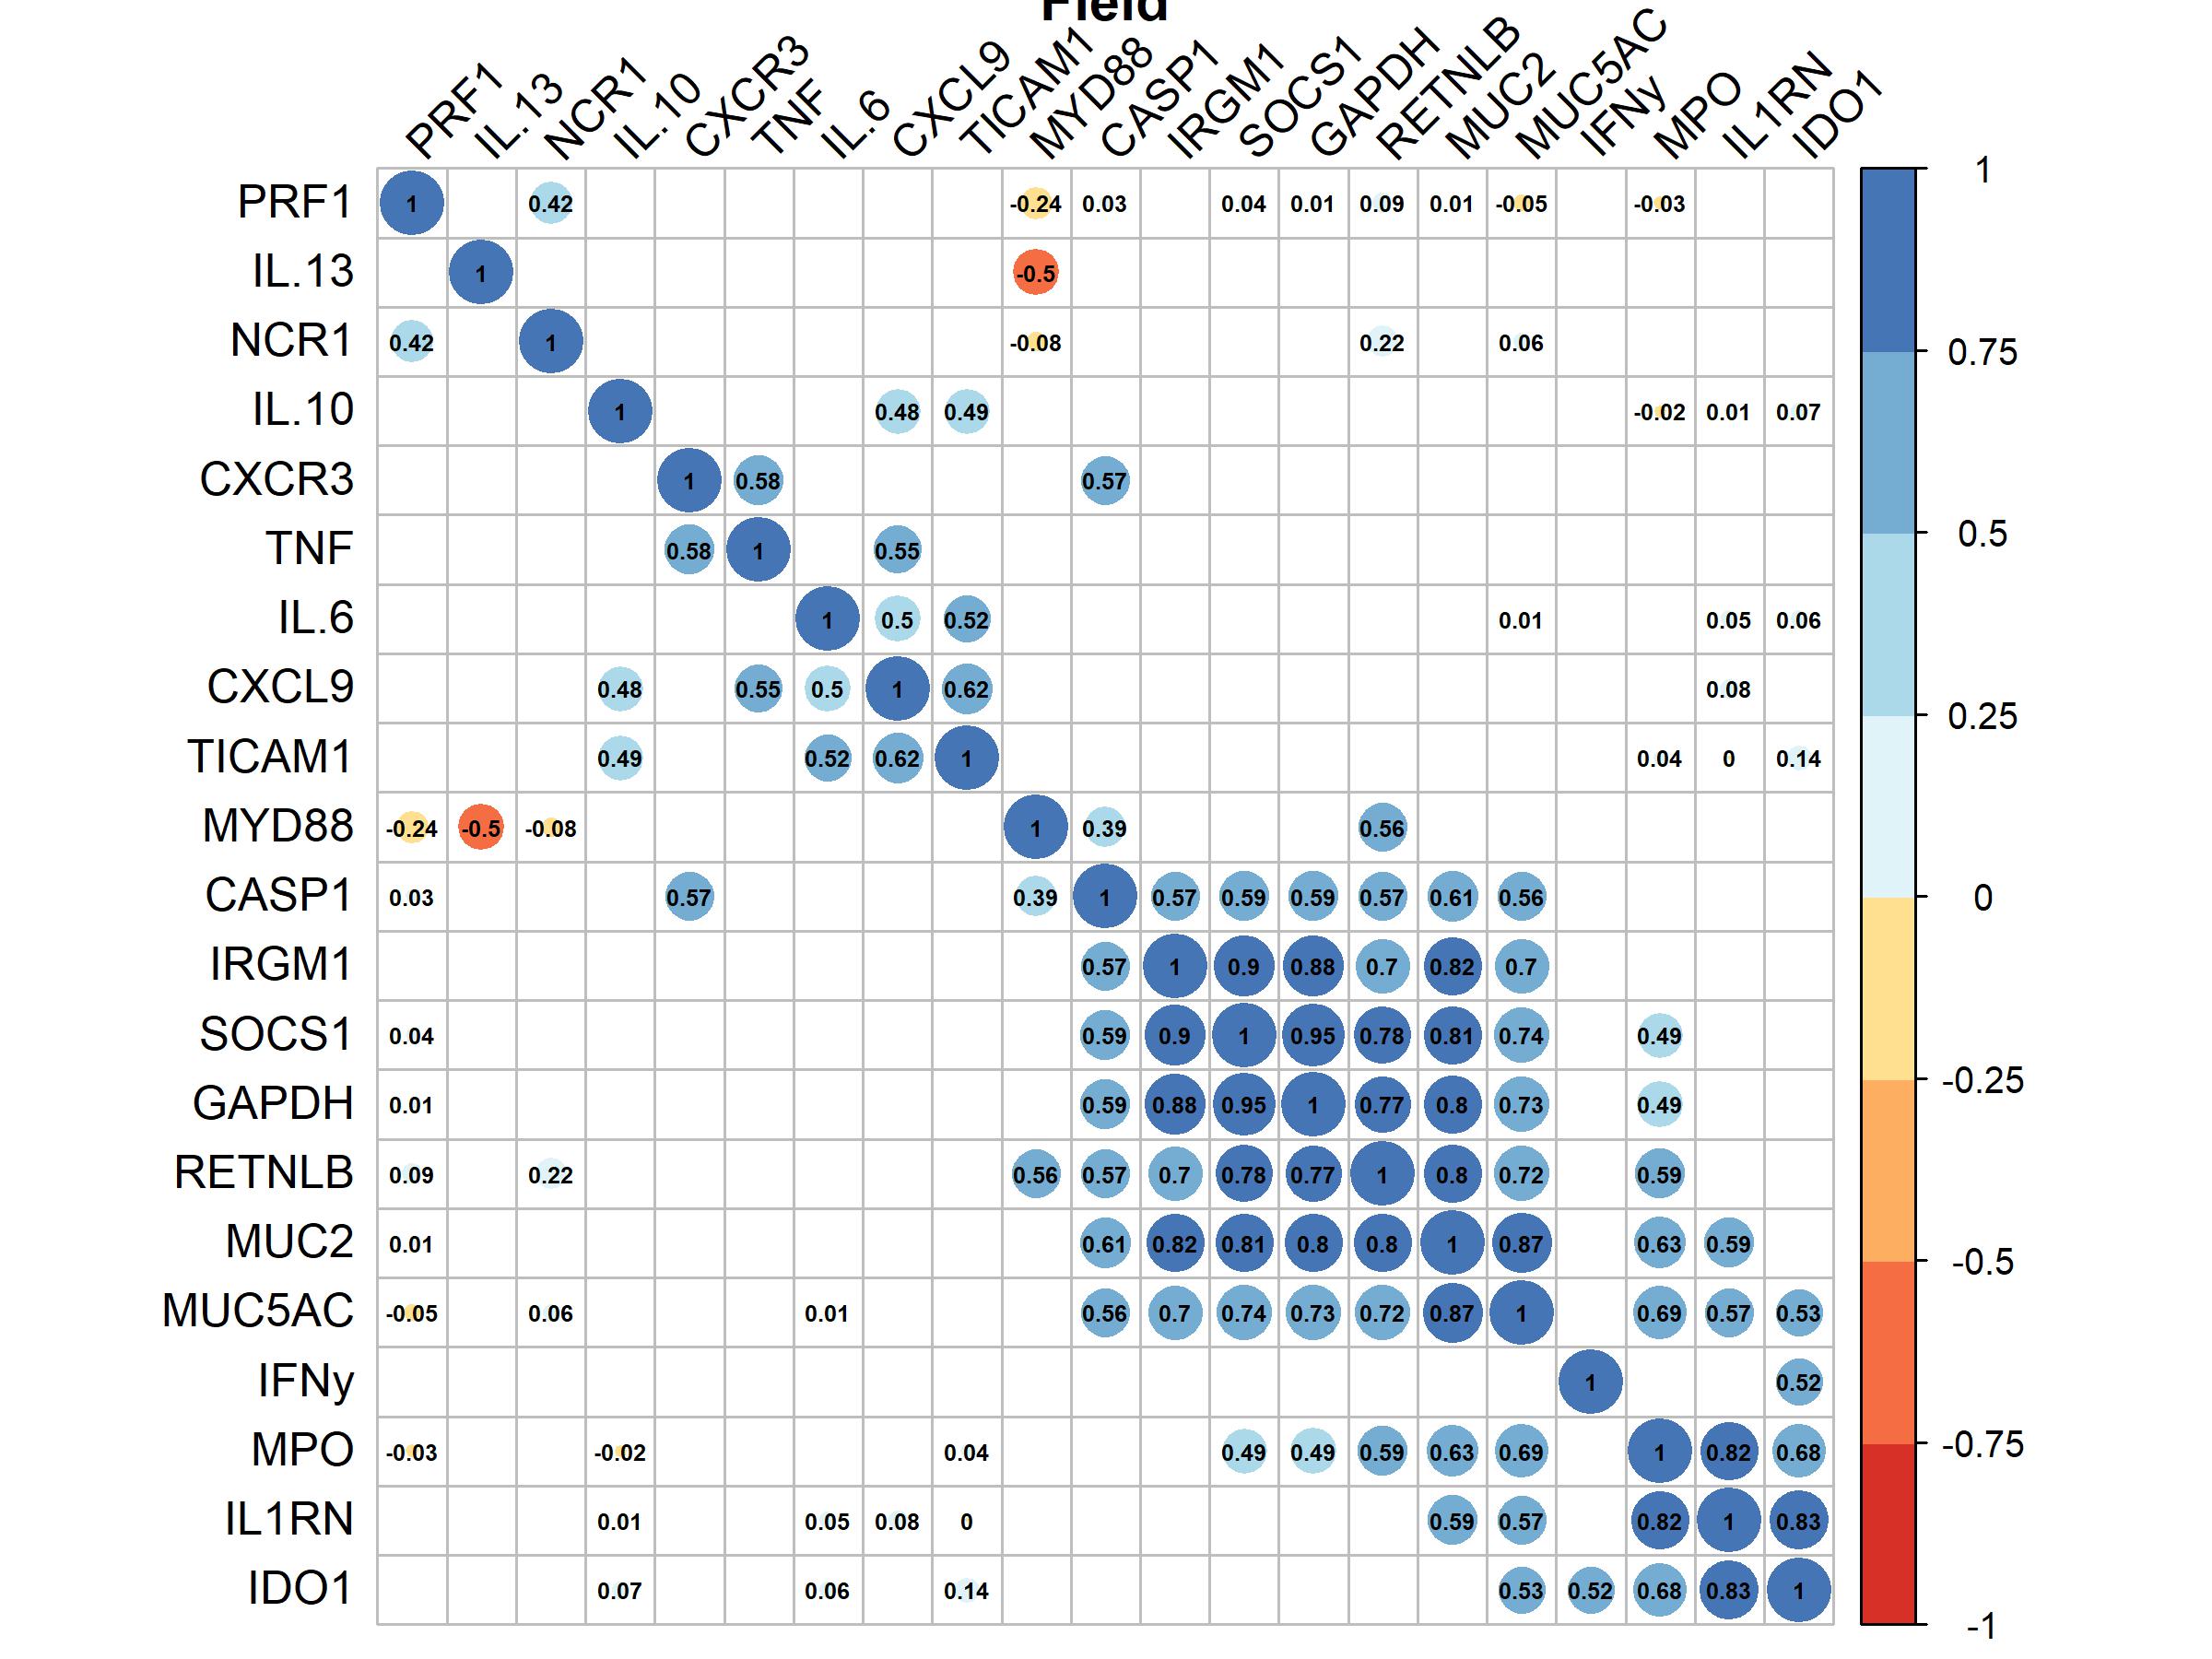 Field
PRF1 IL.13 NCR1 IL.10 CXCR3 TNF IL.6 CXCL9 TICAM1 MYD88 CASP1 IRGM1 SOCS1 GAPDH RETNLB MUC2 MUC5AC IFNy MPO IL1RN IDO1
PRF1 1 0.42 -0.24 0.03 0.04 0.01 0.09 0.01 -0.05 -0.03
IL.13 1 -0.5
NCR1 0.42 1 -0.08 0.22 0.06
IL.10 1 0.48 0.49 -0.02 0.01 0.07
CXCR3 1 0.58 0.57
TNF 0.58 1 0.55
IL.6 1 0.5 0.52 0.01 0.05 0.06
CXCL9 0.48 0.55 0.5 1 0.62 0.08
TICAM1 0.49 0.52 0.62 1 0.04 0 0.14
MYD88 -0.24 -0.5 -0.08 1 0.39 0.56
CASP1 0.03 0.57 0.39 1 0.57 0.59 0.59 0.57 0.61 0.56
IRGM1 0.57 1 0.9 0.88 0.7 0.82 0.7
SOCS1 0.04 0.59 0.9 1 0.95 0.78 0.81 0.74 0.49
GAPDH 0.01 0.59 0.88 0.95 1 0.77 0.8 0.73 0.49
RETNLB 0.09 0.22 0.56 0.57 0.7 0.78 0.77 1 0.8 0.72 0.59
MUC2 0.01 0.61 0.82 0.81 0.8 0.8 1 0.87 0.63 0.59
MUC5AC -0.05 0.06 0.01 0.56 0.7 0.74 0.73 0.72 0.87 1 0.69 0.57 0.53
IFNy 1 0.52
MPO -0.03 -0.02 0.04 0.49 0.49 0.59 0.63 0.69 1 0.82 0.68
IL1RN 0.01 0.05 0.08 0 0.59 0.57 0.82 1 0.83
IDO1 0.07 0.06 0.14 0.53 0.52 0.68 0.83 1
1
0.75
0.5
0.25
0
-0.25
-0.5
-0.75
-1